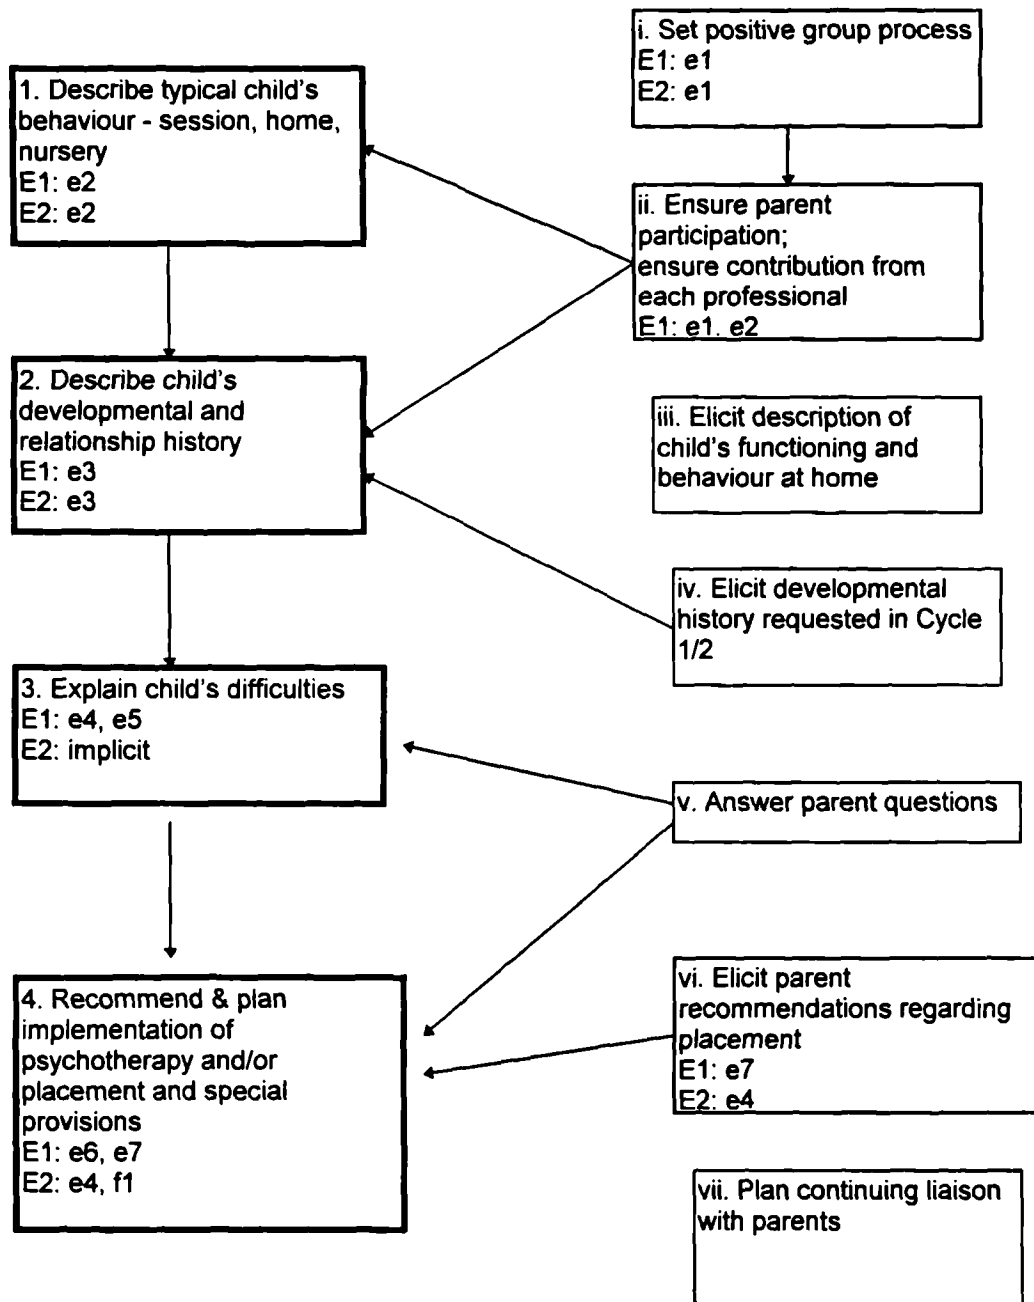 1. Describe typical child's
behaviour - session, home,
nursery
E1: e2
E2: e2
2. Describe child's
developmental and
relationship history
E1: e3
E2: e3
3. Explain child's difficulties
E1: e4, e5
E2: implicit
4. Recommend & plan
implementation of
psychotherapy and/or
placement and special
provisions
E1: e6, e7
E2: e4, f1
i. Set positive group process
E1: e1
E2: e1
ii. Ensure parent
participation;
ensure contribution from
each professional
E1: e1. e2
iii. Elicit description of
child's functioning and
behaviour at home
iv. Elicit developmental
history requested in Cycle
1/2
v. Answer parent questions
vi. Elicit parent
recommendations regarding
placement
E1: e7
E2: e4
vii. Plan continuing liaison
with parents